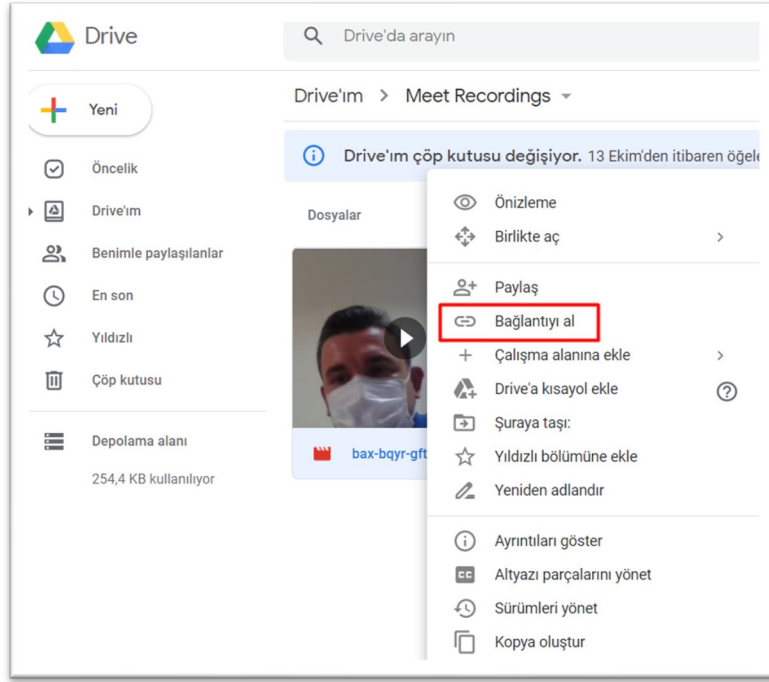 Drive
Drive'da arayın
Yeni
Drive'ım > Meet Recordings
Drive'ım çöp kutusu değişiyor. 13 Ekim'den itibaren öğele
Öncelik
Drive'ım
Benimle paylaşılanlar
En son
Yıldızlı
Çöp kutusu
Depolama alanı
254,4 KB kullanılıyor
Dosyalar
bax-bqyr-gft
Önizleme
Birlikte aç
Paylaş
Bağlantıyı al
Çalışma alanına ekle
Drive'a kısayol ekle
Şuraya taşı:
Yıldızlı bölümüne ekle
Yeniden adlandır
Ayrıntıları göster
CC Altyazı parçalarını yönet
Sürümleri yönet
Kopya oluştur